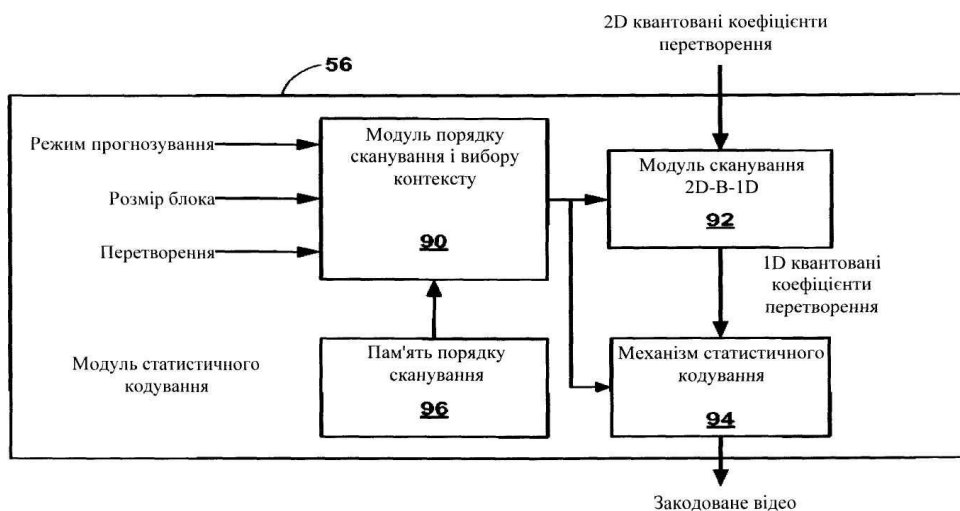 2D квантовані коефіцієнти
перетворення
56
Режим прогнозування
Розмір блока
Перетворення
Модуль порядку
сканування і вибору
контексту
90
Модуль сканування
2D-В-1D
92
1D квантовані
коефіцієнти
перетворення
Модуль статистичного
кодування
Пам'ять порядку
сканування
96
Механізм статистичного
кодування
94
Закодоване відео